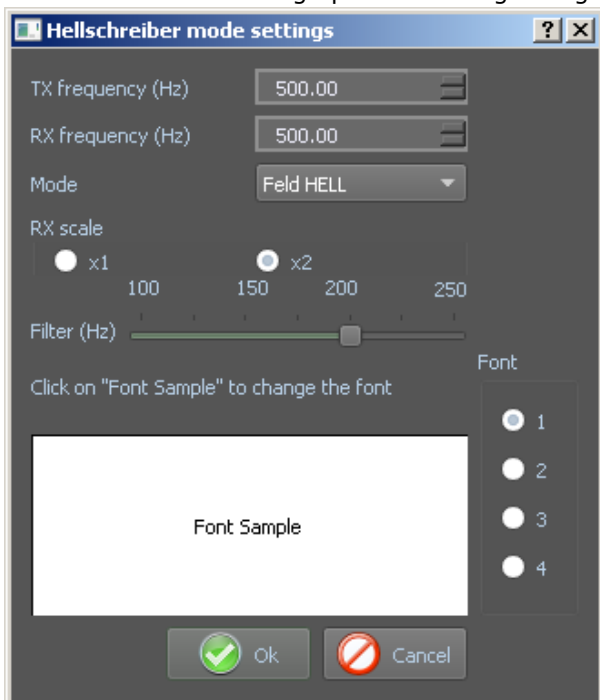 Hellschreiber mode settings
TX frequency (Hz) 500.00
RX frequency (Hz) 500.00
Mode Feld HELL
RX scale
x1 x2
100 150 200 250
Filter (Hz)
Font
Click on "Font Sample" to change the font
1
2
Font Sample
3
4
Ok Cancel